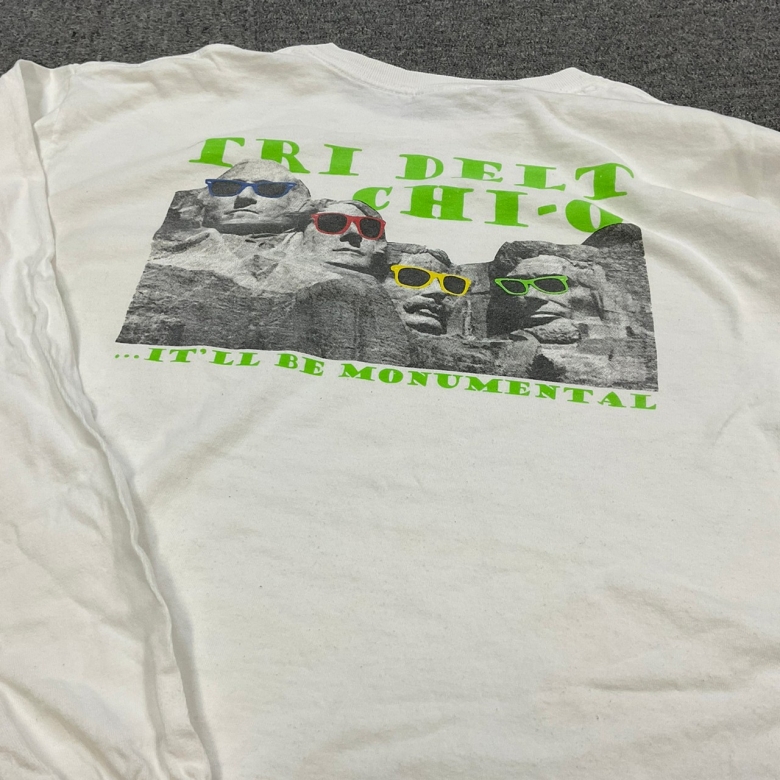 TRI DELT
CHI-O
...IT'LL BE MONUMENTAL